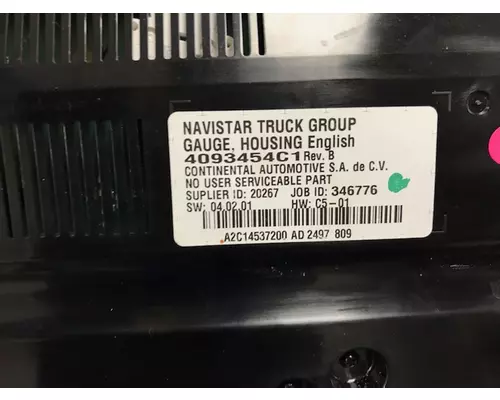 NAVISTAR TRUCK GROUP
GAUGE, HOUSING English
4093454C1 Rev. B
CONTINENTAL AUTOMOTIVE S.A. de C.V.
NO USER SERVICEABLE PART
SUPLIER ID: 20267 JOB ID: 346776
SW: 04.02.01 HW: C5-01
A2C14537200 AD 2497 809